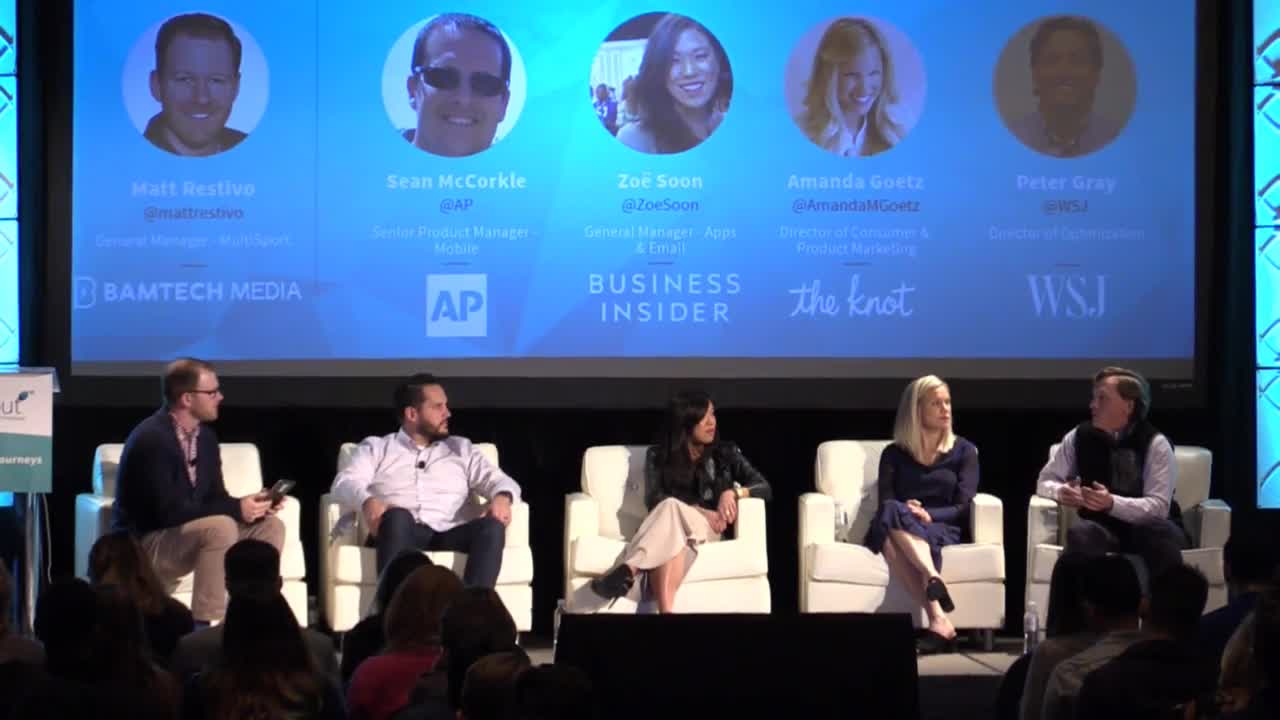 Matt Restivo
@mattrestivo
General Manager - MultiSport
BAMTECH MEDIA
Sean McCorkle
@AP
Senior Product Manager -
Mobile
AP
Zoë Soon
@ZoeSoon
General Manager - Apps
& Email
BUSINESS
INSIDER
Amanda Goetz
@AmandaMGoetz
Director of Consumer &
Product Marketing
the knot
Peter Gray
@WSJ
Director of Optimization
WSJ
out
ourneys